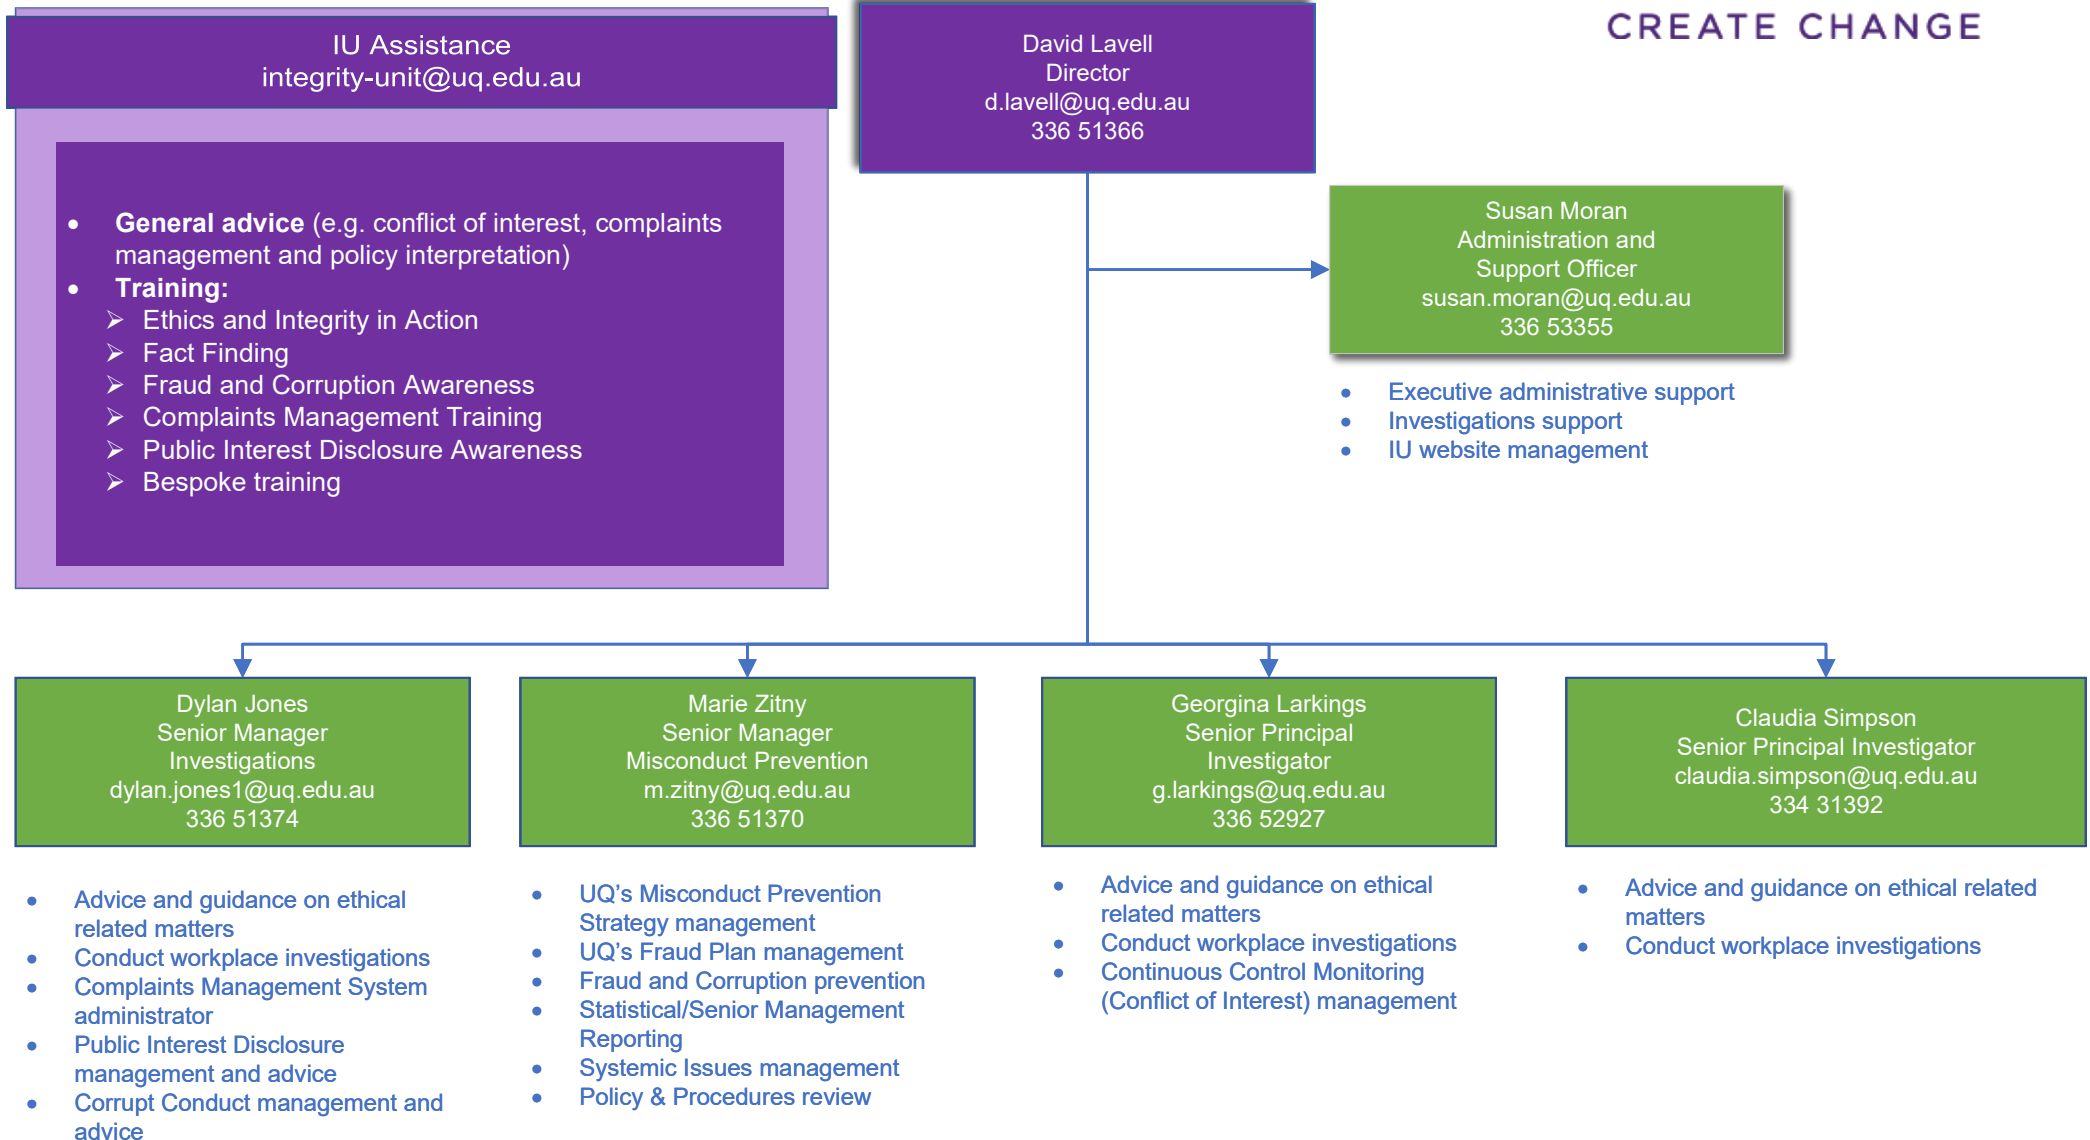 CREATE CHANGE
IU Assistance
integrity-unit@uq.edu.au
• General advice (e.g. conflict of interest, complaints
management and policy interpretation)
• Training:
➢ Ethics and Integrity in Action
➢ Fact Finding
➢ Fraud and Corruption Awareness
➢ Complaints Management Training
➢ Public Interest Disclosure Awareness
➢ Bespoke training
David Lavell
Director
d.lavell@uq.edu.au
336 51366
Susan Moran
Administration and
Support Officer
susan.moran@uq.edu.au
336 53355
• Executive administrative support
• Investigations support
• IU website management
Dylan Jones
Senior Manager
Investigations
dylan.jones1@uq.edu.au
336 51374
• Advice and guidance on ethical
related matters
• Conduct workplace investigations
• Complaints Management System
administrator
• Public Interest Disclosure
management and advice
• Corrupt Conduct management and
advice
Marie Zitny
Senior Manager
Misconduct Prevention
m.zitny@uq.edu.au
336 51370
• UQ’s Misconduct Prevention
Strategy management
• UQ’s Fraud Plan management
• Fraud and Corruption prevention
• Statistical/Senior Management
Reporting
• Systemic Issues management
• Policy & Procedures review
Georgina Larkings
Senior Principal
Investigator
g.larkings@uq.edu.au
336 52927
• Advice and guidance on ethical
related matters
• Conduct workplace investigations
• Continuous Control Monitoring
(Conflict of Interest) management
Claudia Simpson
Senior Principal Investigator
claudia.simpson@uq.edu.au
334 31392
• Advice and guidance on ethical related
matters
• Conduct workplace investigations